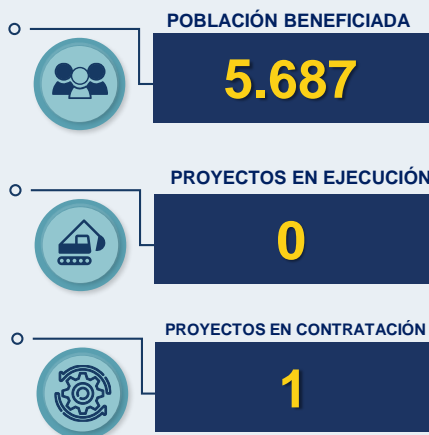 POBLACIÓN BENEFICIADA
5.687
PROYECTOS EN EJECUCIÓN
0
PROYECTOS EN CONTRATACIÓN
1